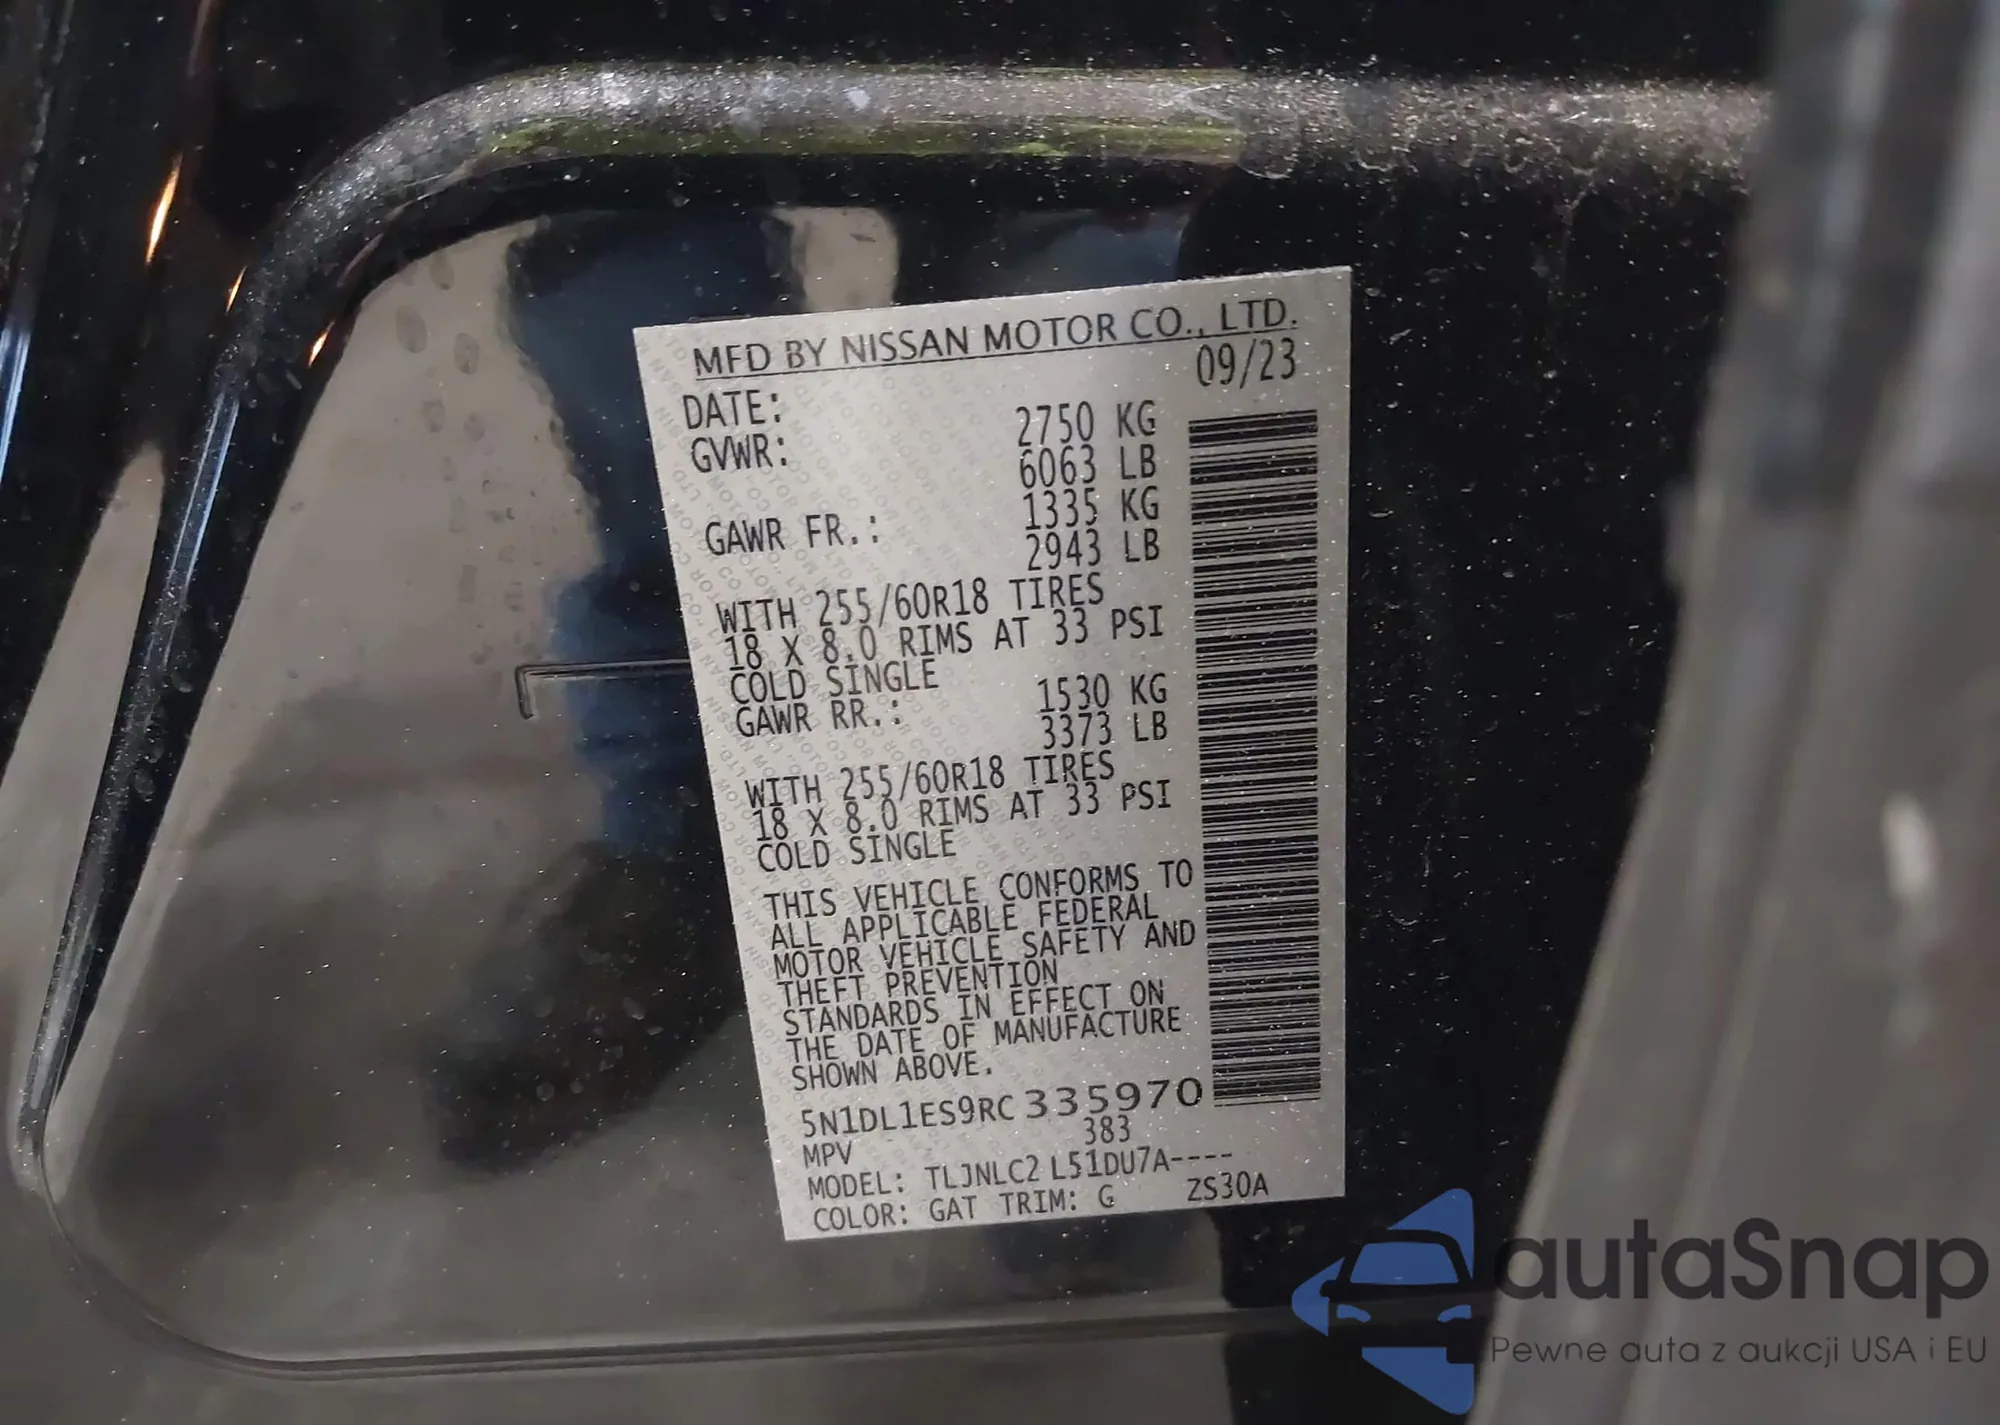 MFD BY NISSAN MOTOR CO., LTD.
DATE: 09/23
GVWR: 2750 KG
6063 LB
GAWR FR.: 1335 KG
2943 LB
WITH 255/60R18 TIRES
18 X 8.0 RIMS AT 33 PSI
COLD SINGLE
GAWR RR.: 1530 KG
3373 LB
WITH 255/60R18 TIRES
18 X 8.0 RIMS AT 33 PSI
COLD SINGLE
THIS VEHICLE CONFORMS TO
ALL APPLICABLE FEDERAL
MOTOR VEHICLE SAFETY AND
THEFT PREVENTION
STANDARDS IN EFFECT ON
THE DATE OF MANUFACTURE
SHOWN ABOVE.
5N1DL1ES9RC335970
MPV 383
MODEL: TLJNLC2 L51DU7A----
COLOR: GAT TRIM: G ZS30A
autaSnap
Pewne auta z aukcji USA i EU